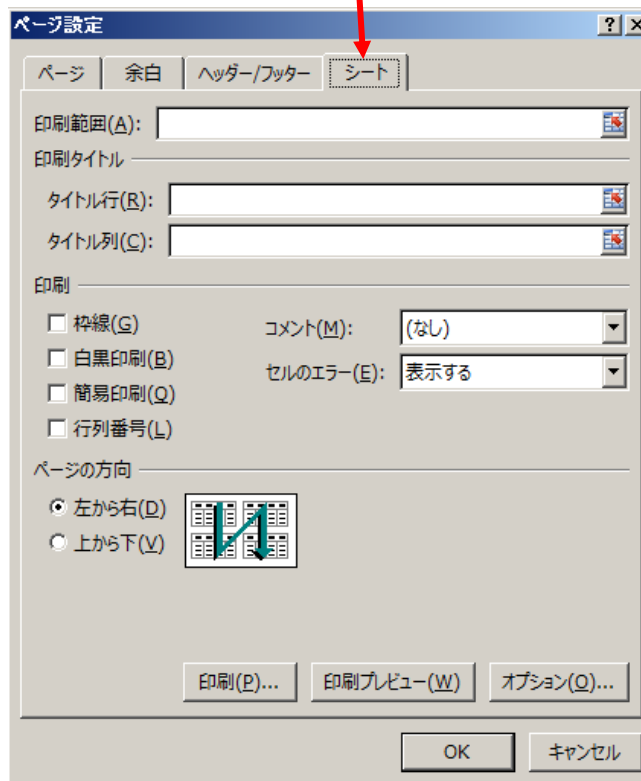 ページ設定
ページ 余白 ヘッダー/フッター シート
印刷範囲(A):
印刷タイトル
タイトル行(R):
タイトル列(C):
印刷
枠線(G) コメント(M): (なし)
白黒印刷(B)
セルのエラー(E): 表示する
簡易印刷(Q)
行列番号(L)
ページの方向
左から右(D)
上から下(V)
印刷(P)... 印刷プレビュー(W) オプション(O)...
OK キャンセル